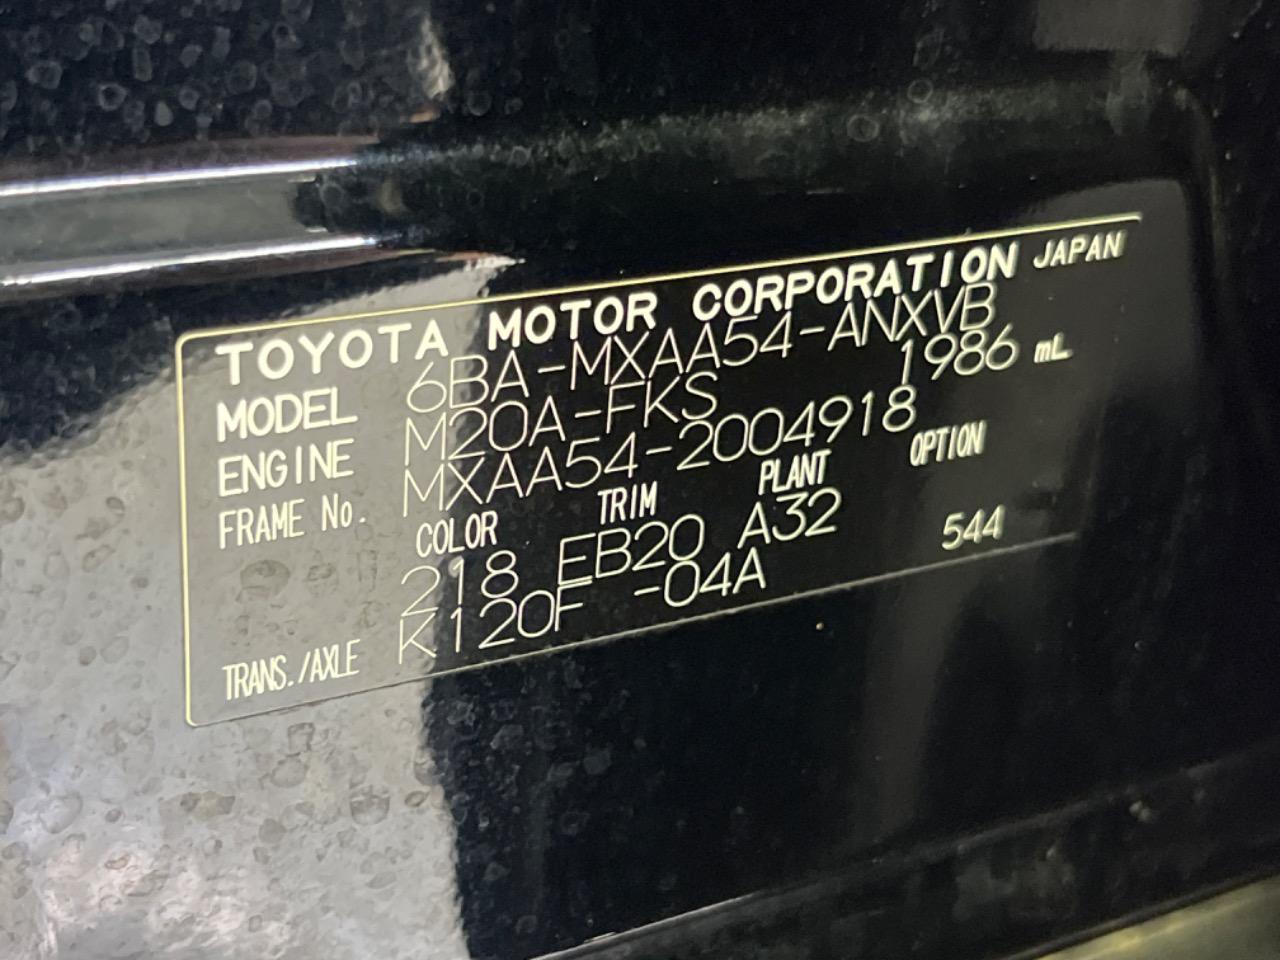 TOYOTA MOTOR CORPORATION JAPAN
MODEL 6BA-MXAA54-ANXVB
ENGINE M20A-FKS 1986 mL
FRAME No. MXAA54-2004918
COLOR TRIM PLANT OPTION
218 EB20 A32 544
TRANS./AXLE K120F -04A